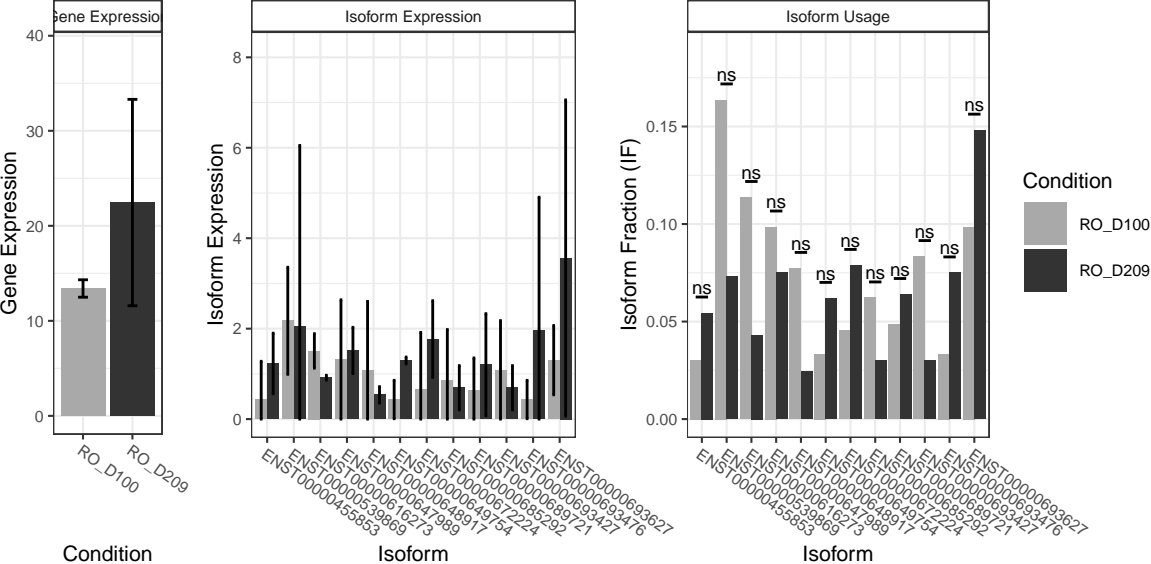 Gene Expression
Gene Expression
40
30
20
10
0
RO_D100
RO_D209
Condition
Isoform Expression
Isoform Expression
8
6
4
2
0
ENST00000455853
ENST00000539869
ENST00000616273
ENST00000647989
ENST00000648917
ENST00000649754
ENST00000672224
ENST00000685292
ENST00000689721
ENST00000693427
ENST00000693476
ENST00000693627
Isoform
Isoform Usage
Isoform Fraction (IF)
0.15
0.10
0.05
0.00
ns
ns
ns
ns
ns
ns
ns
ns
ns
ns
ns
ns
ENST00000455853
ENST00000539869
ENST00000616273
ENST00000647989
ENST00000648917
ENST00000649754
ENST00000672224
ENST00000685292
ENST00000689721
ENST00000693427
ENST00000693476
ENST00000693627
Isoform
Condition
RO_D100
RO_D209